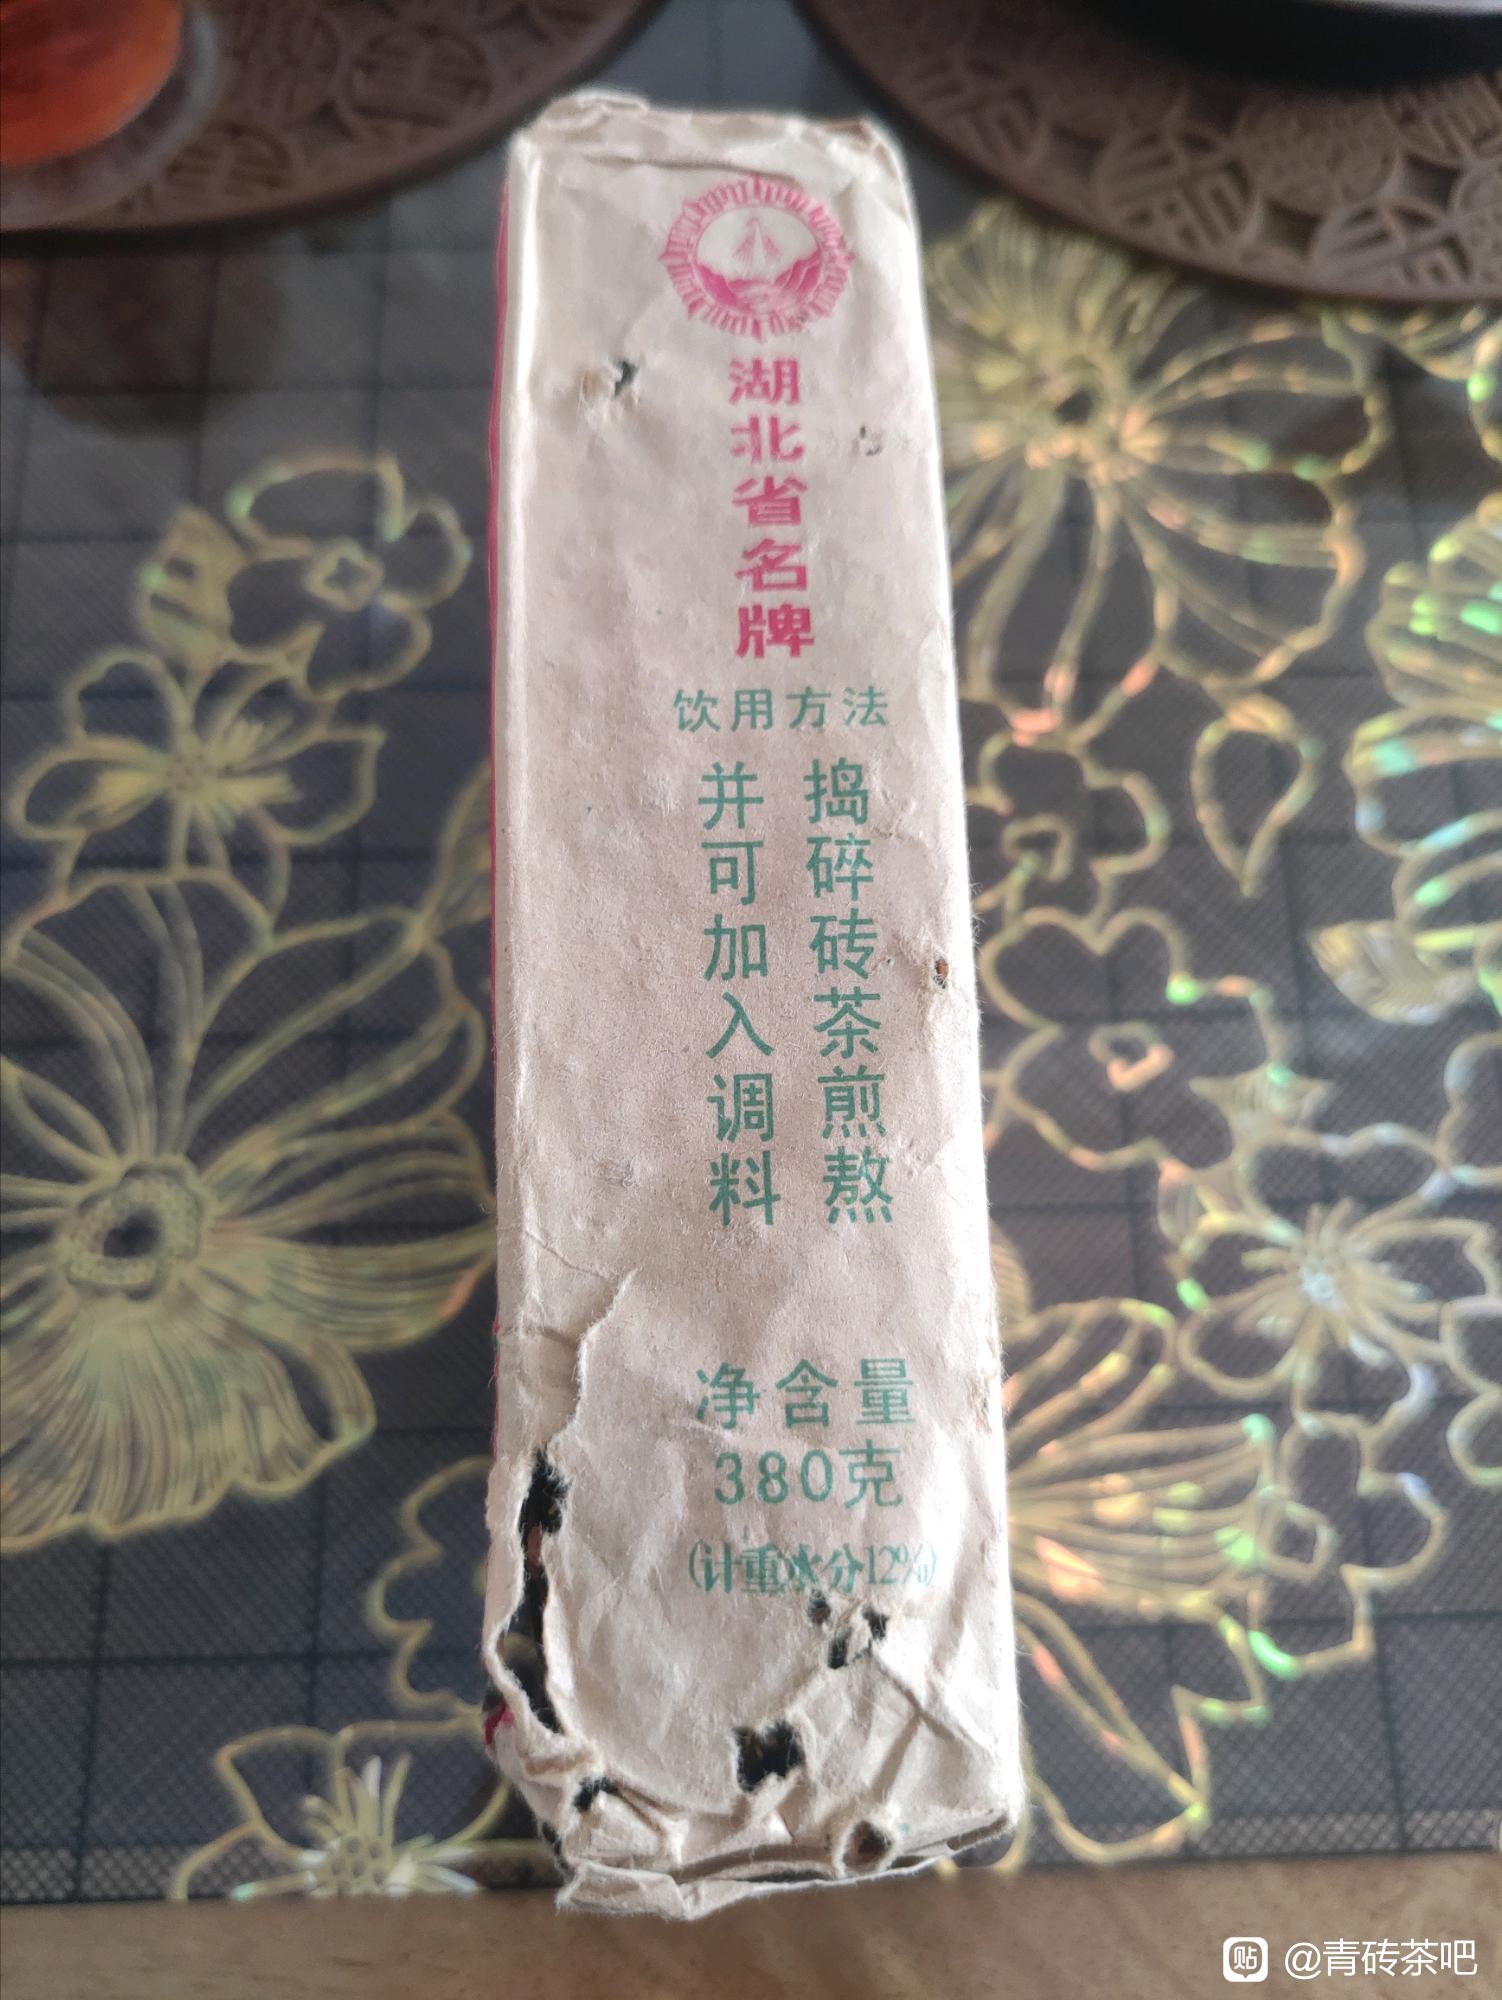 湖北省名牌
饮用方法
捣碎砖茶煎熬
并可加入调料
净含量
380克
(计重水分12%)
贴 @青砖茶吧